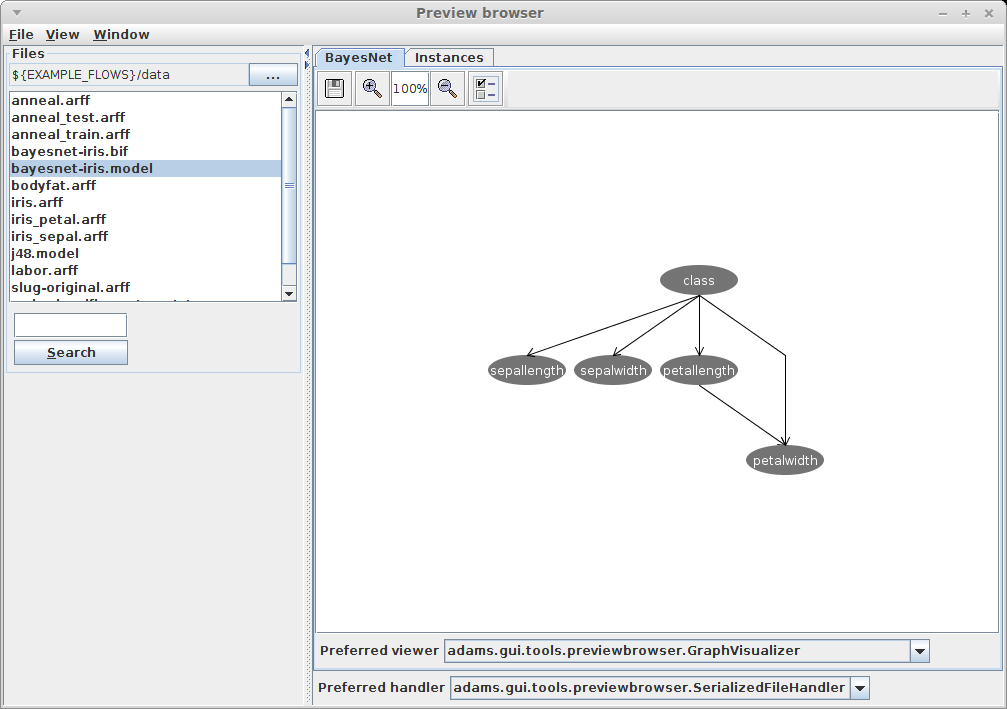 Preview browser
File View Window
Files
${EXAMPLE_FLOWS}/data ...
anneal.arff
anneal_test.arff
anneal_train.arff
bayesnet-iris.bif
bayesnet-iris.model
bodyfat.arff
iris.arff
iris_petal.arff
iris_sepal.arff
j48.model
labor.arff
slug-original.arff
Search
BayesNet Instances
100%
class
sepallength sepalwidth petallength
petalwidth
Preferred viewer adams.gui.tools.previewbrowser.GraphVisualizer
Preferred handler adams.gui.tools.previewbrowser.SerializedFileHandler